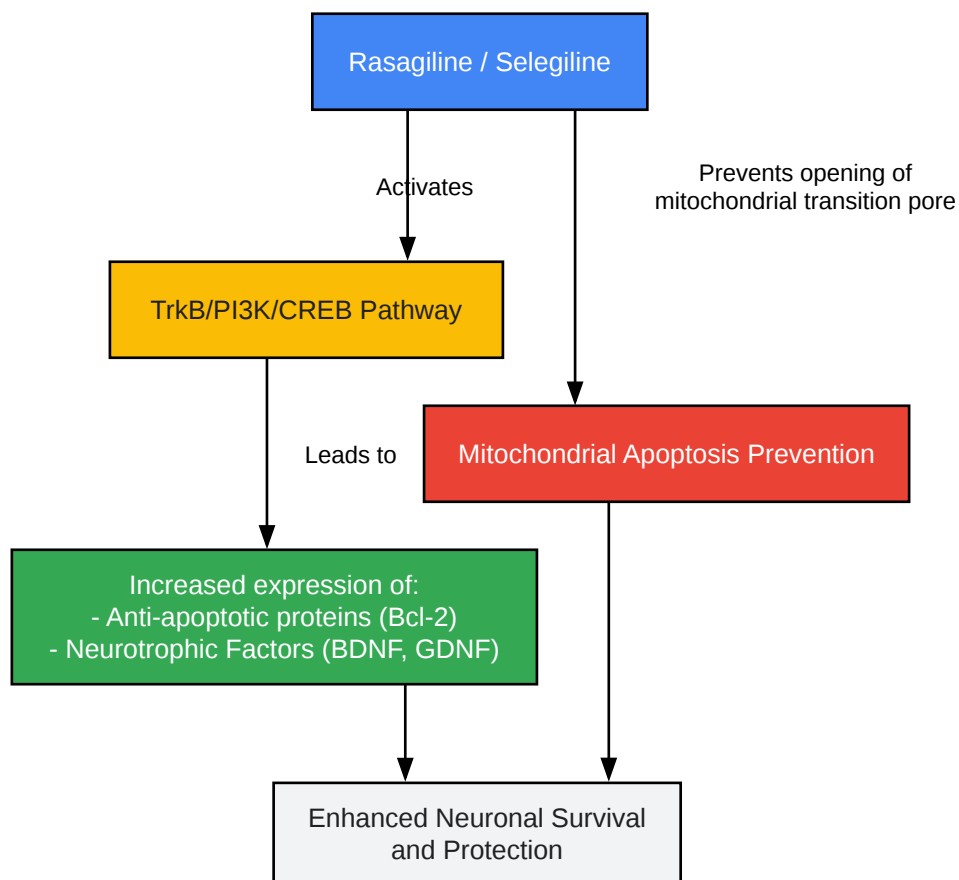 Rasagiline / Selegiline
Activates
Prevents opening of
mitochondrial transition pore
TrkB/PI3K/CREB Pathway
Leads to
Mitochondrial Apoptosis Prevention
Increased expression of:
- Anti-apoptotic proteins (Bcl-2)
- Neurotrophic Factors (BDNF, GDNF)
Enhanced Neuronal Survival
and Protection